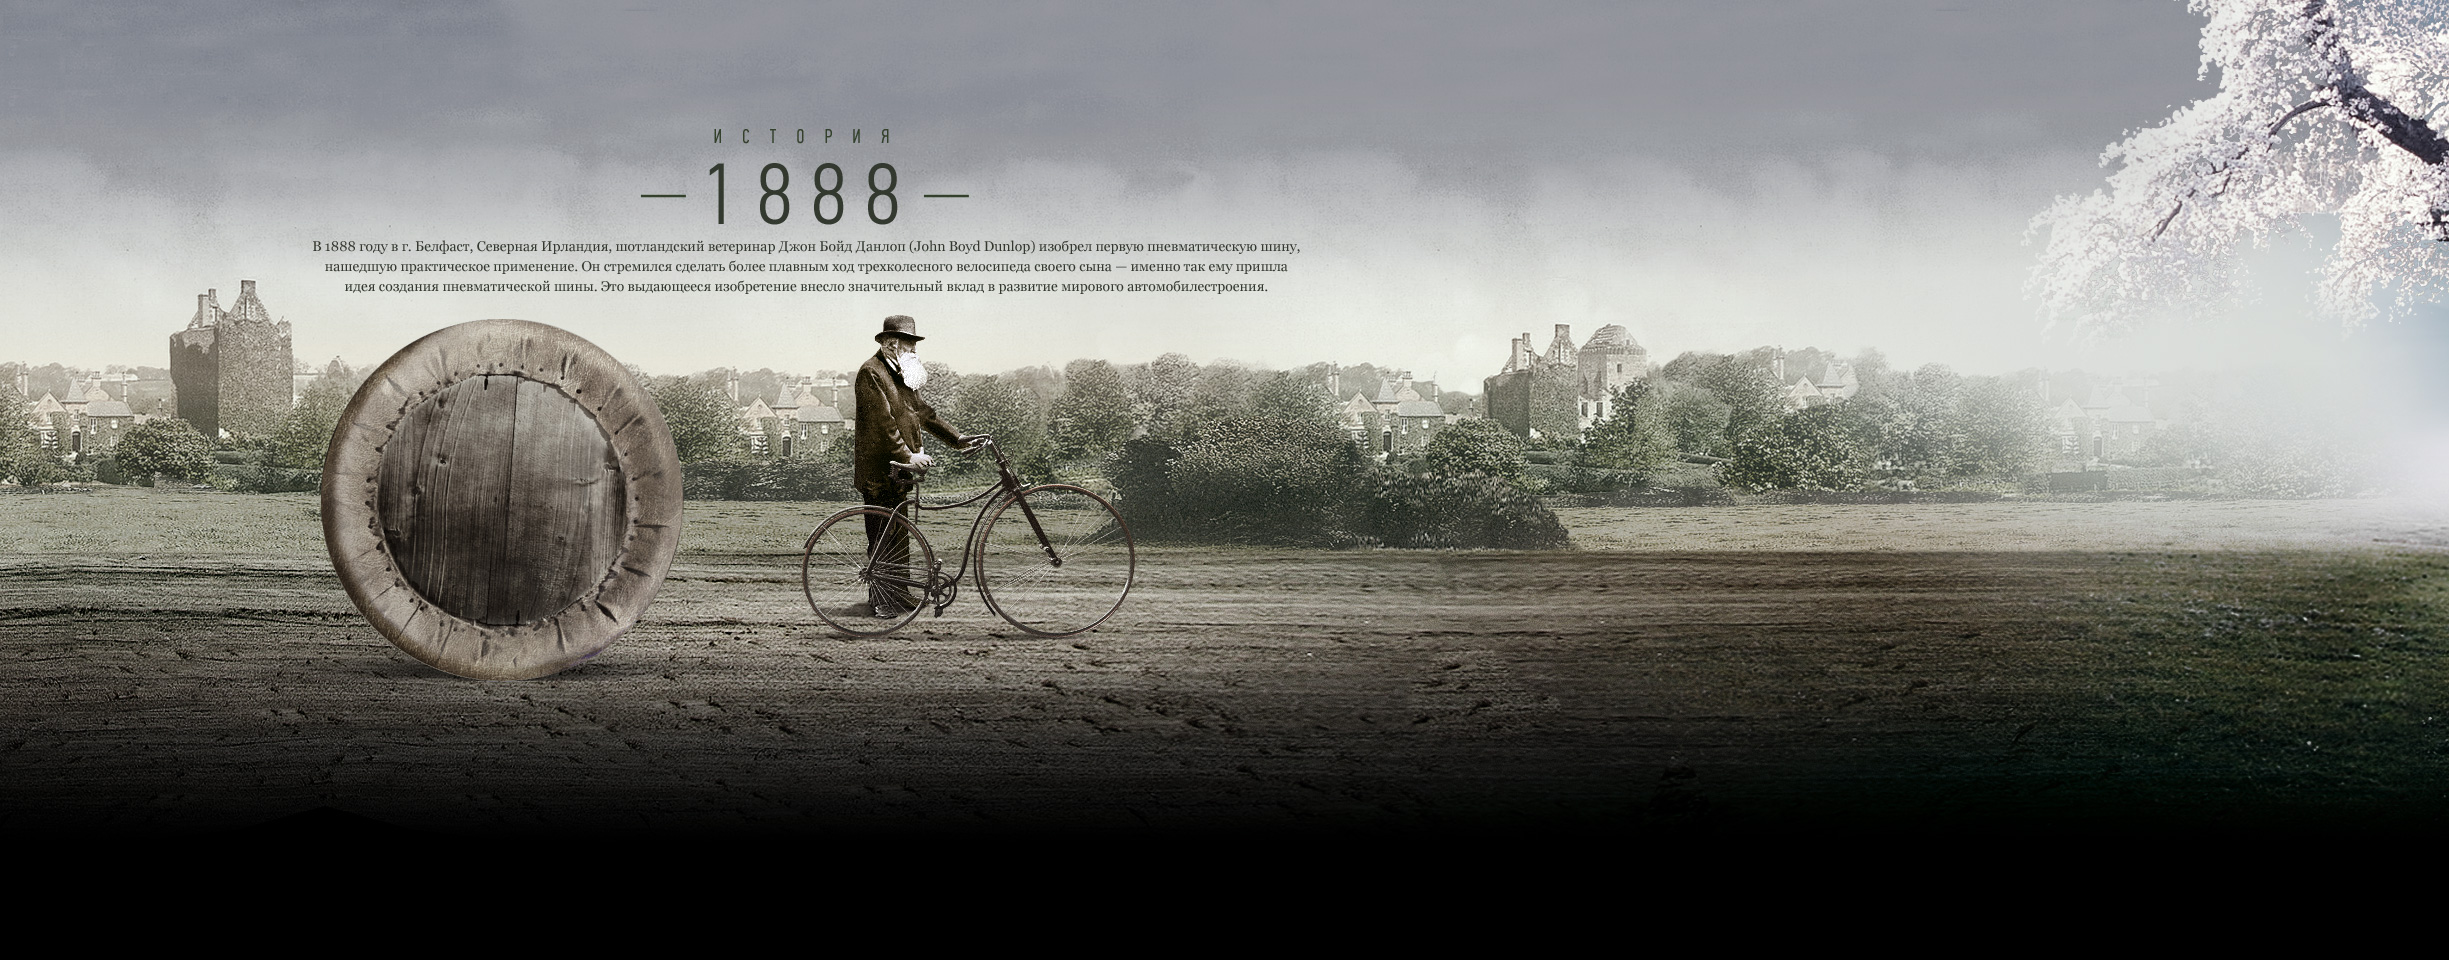 ИСТОРИЯ
— 1888 —
В 1888 году в г. Белфаст, Северная Ирландия, шотландский ветеринар Джон Бойд Данлоп (John Boyd Dunlop) изобрел первую пневматическую шину,
нашедшую практическое применение. Он стремился сделать более плавным ход трехколесного велосипеда своего сына — именно так ему пришла
идея создания пневматической шины. Это выдающееся изобретение внесло значительный вклад в развитие мирового автомобилестроения.